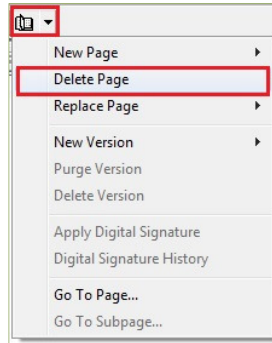 New Page
Delete Page
Replace Page
New Version
Purge Version
Delete Version
Apply Digital Signature
Digital Signature History
Go To Page...
Go To Subpage...